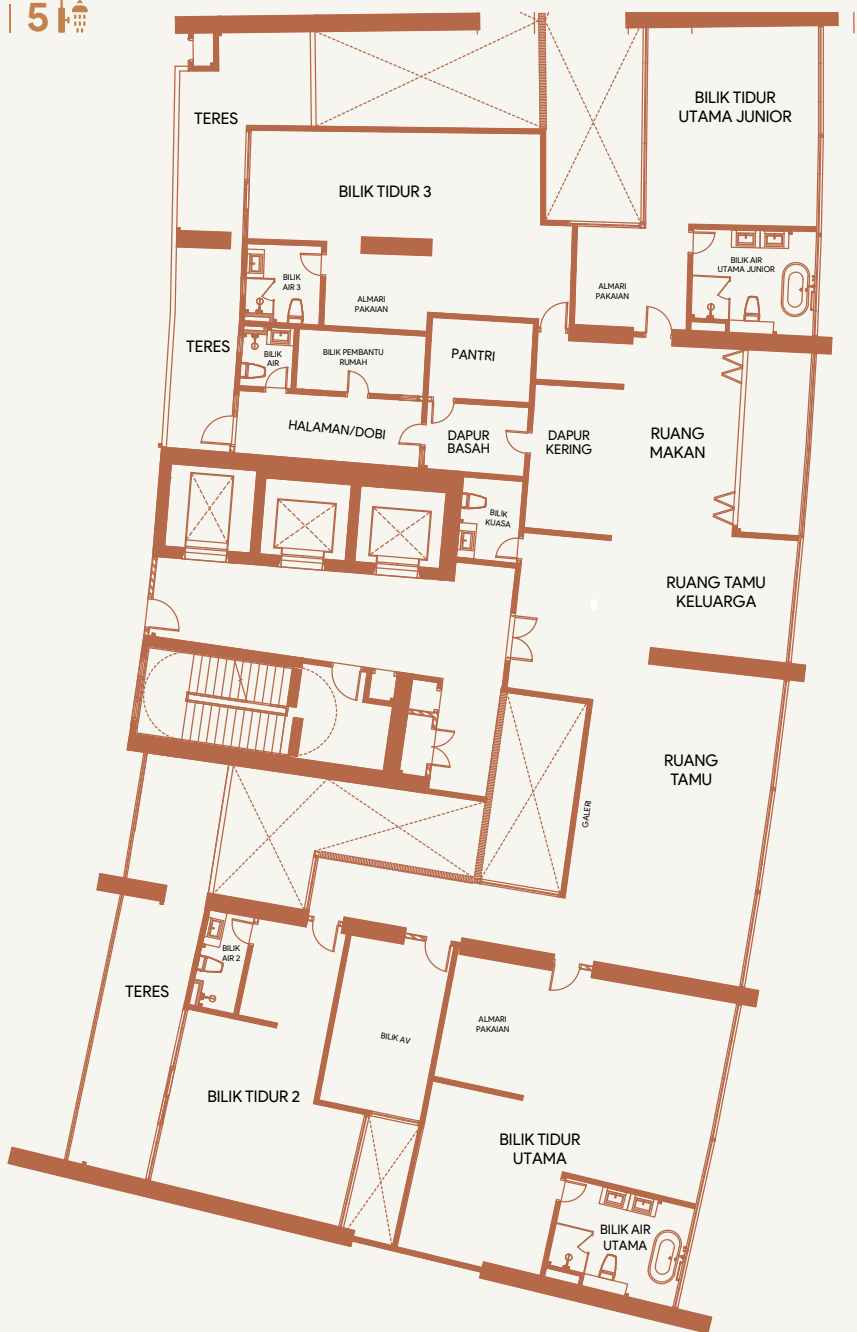 5
TERES
BILIK TIDUR
UTAMA JUNIOR
BILIK TIDUR 3
BILIK
AIR 3
ALMARI
PAKAIAN
ALMARI
PAKAIAN
BILIK AIR
UTAMA JUNIOR
TERES
BILIK
AIR
BILIK PEMBANTU
RUMAH
PANTRI
HALAMAN/DOBI
DAPUR
BASAH
DAPUR
KERING
RUANG
MAKAN
BILIK
KUASA
RUANG TAMU
KELUARGA
RUANG
TAMU
GALERI
BILIK
AIR 2
TERES
BILIK AV
ALMARI
PAKAIAN
BILIK TIDUR 2
BILIK TIDUR
UTAMA
BILIK AIR
UTAMA